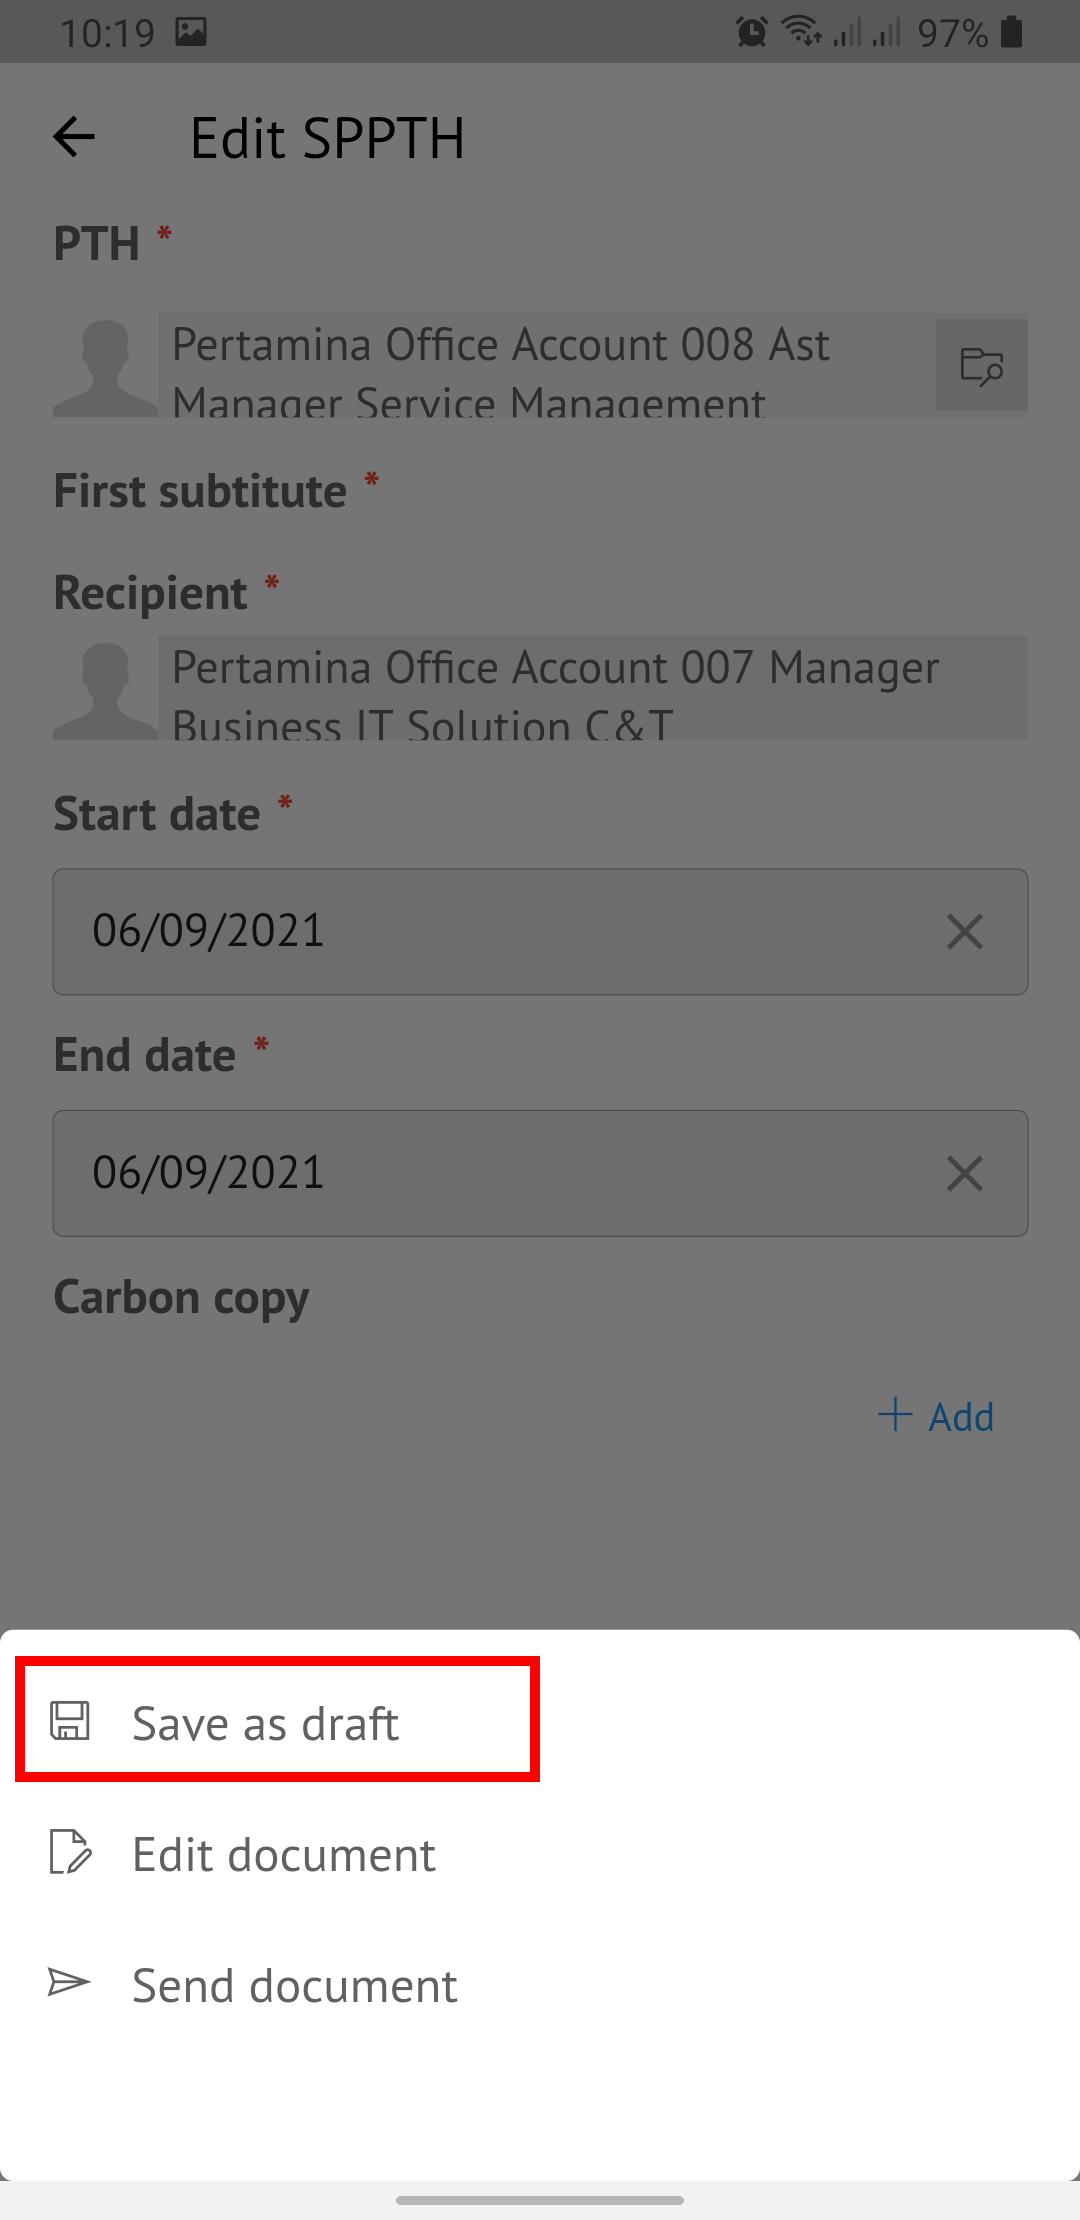 10:19 97%
Edit SPPTH
PTH *
Pertamina Office Account 008 Ast
Manager Service Management
First subtitute *
Recipient *
Pertamina Office Account 007 Manager
Business IT Solution C&T
Start date *
06/09/2021
End date *
06/09/2021
Carbon copy
+ Add
Save as draft
Edit document
Send document